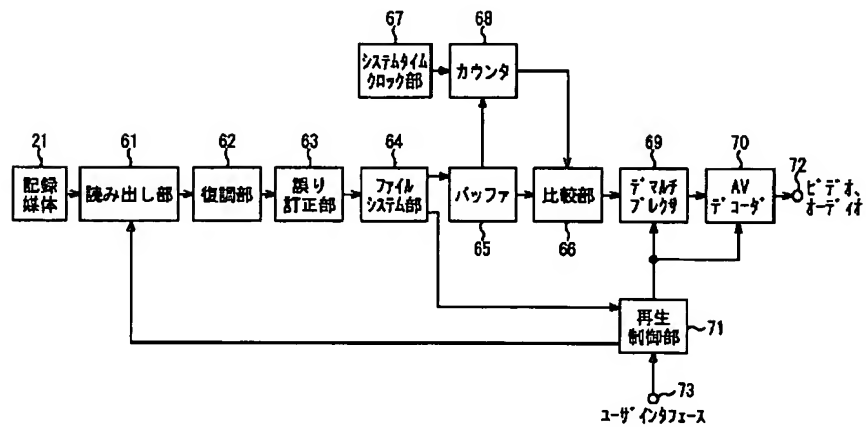 67
68
システムタイム
クロック部
カウンタ
21
61
62
63
64
69
70
72
記録
媒体
読み出し部
復調部
誤り
訂正部
ファイル
システム部
バッファ
比較部
デマルチ
プレクサ
AV
デコーダ
ビデオ、
オーディオ
65
66
再生
制御部
71
73
ユーザインタフェース